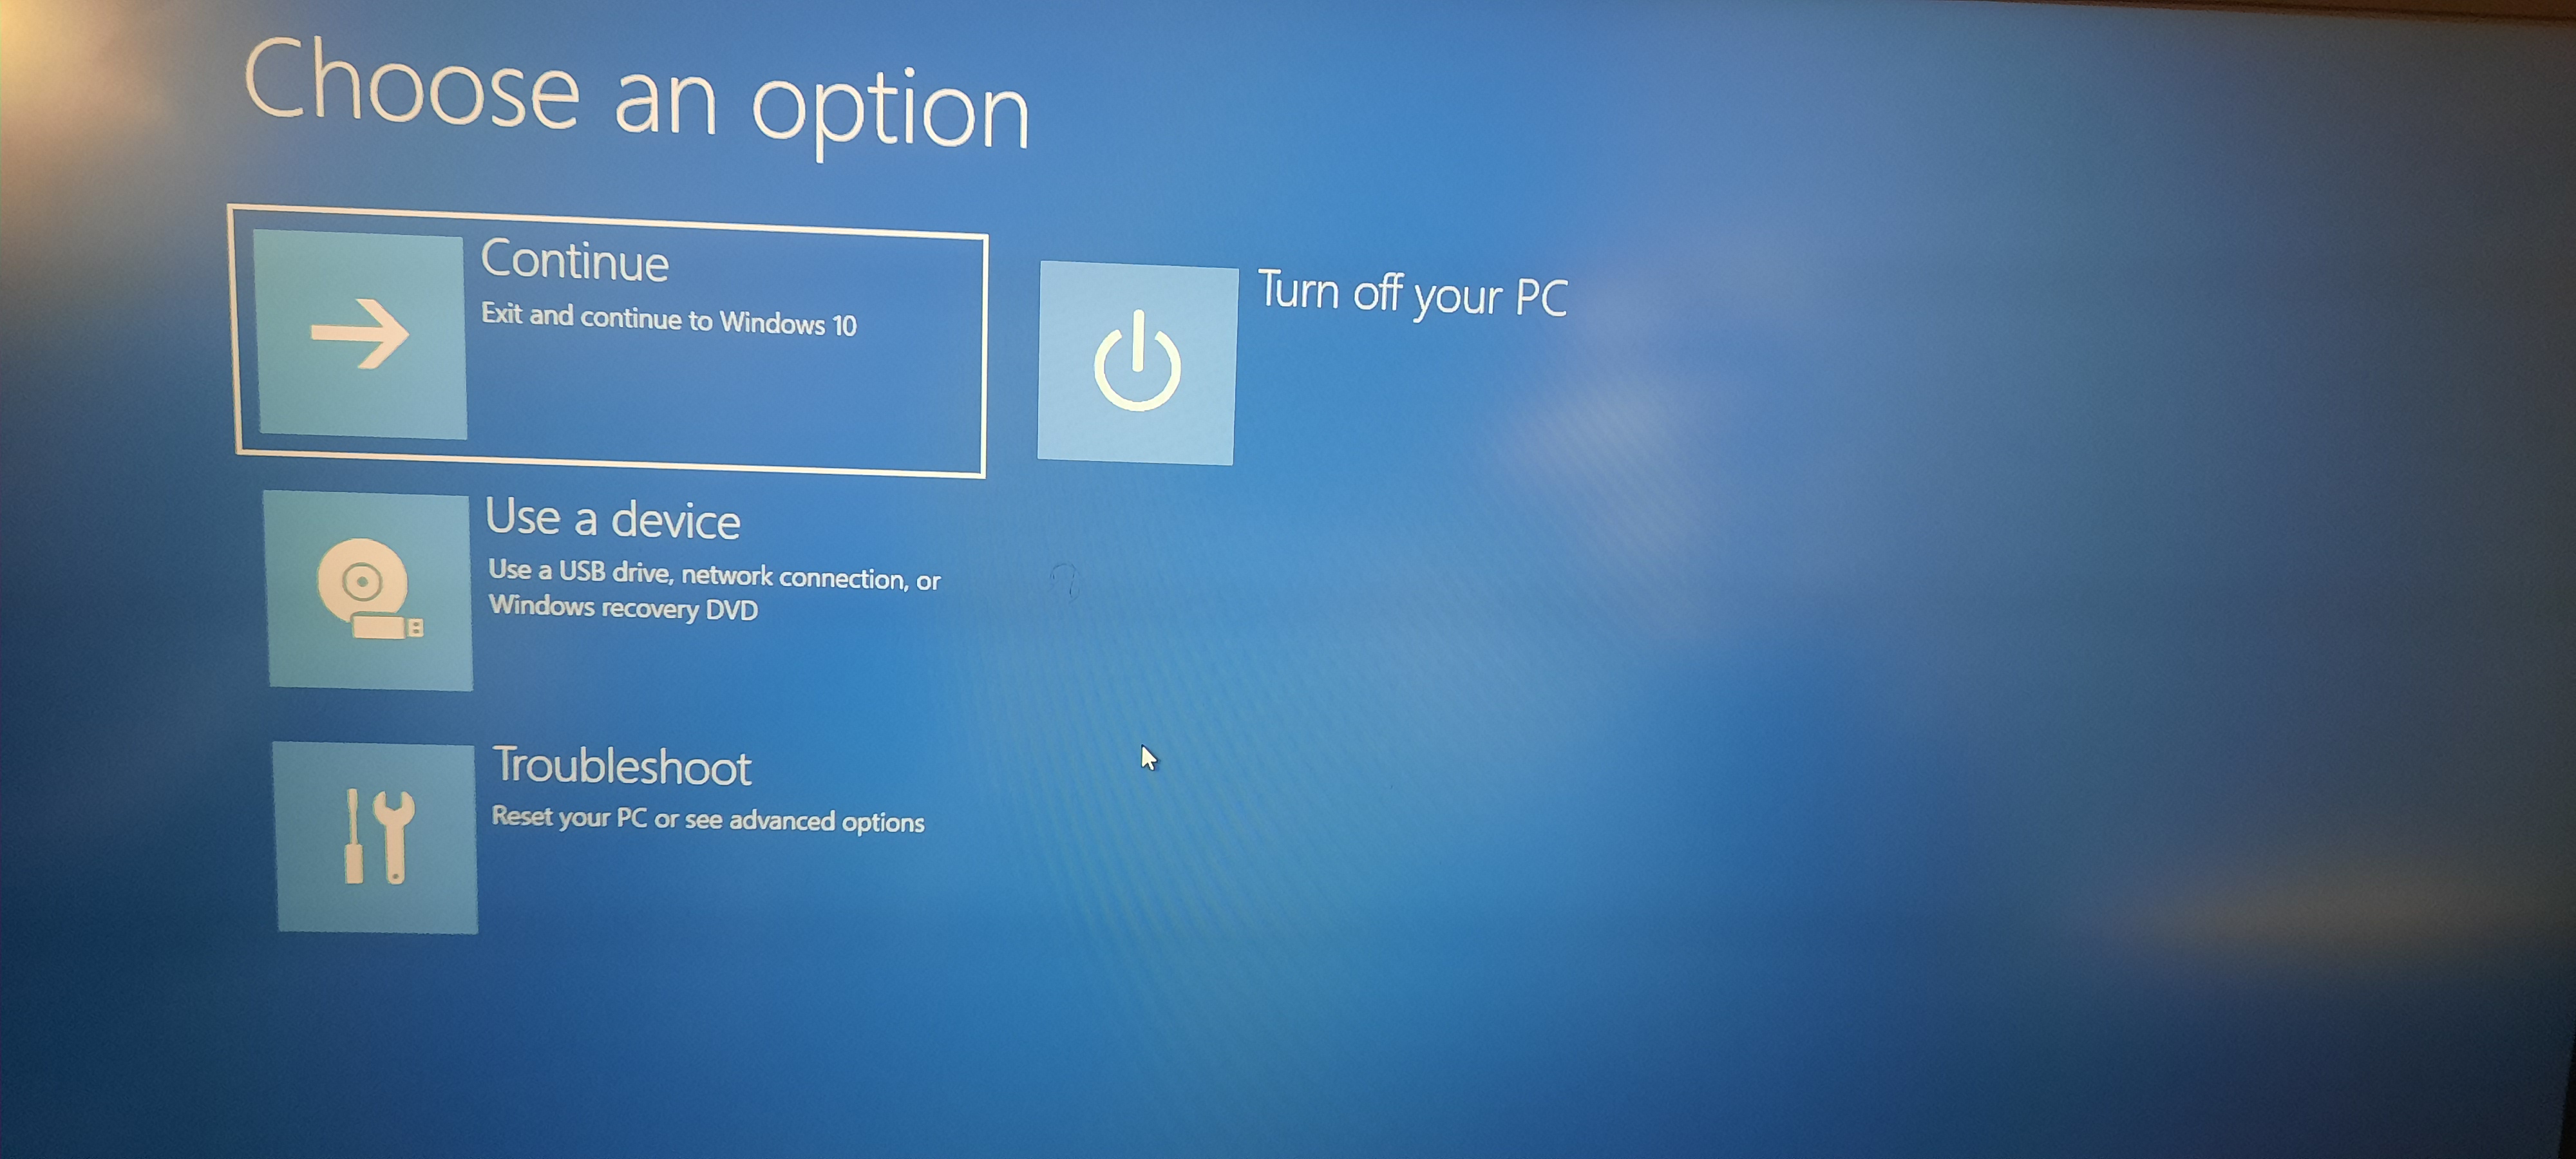 Choose an option
Continue
Exit and continue to Windows 10
Turn off your PC
Use a device
Use a USB drive, network connection, or
Windows recovery DVD
Troubleshoot
Reset your PC or see advanced options